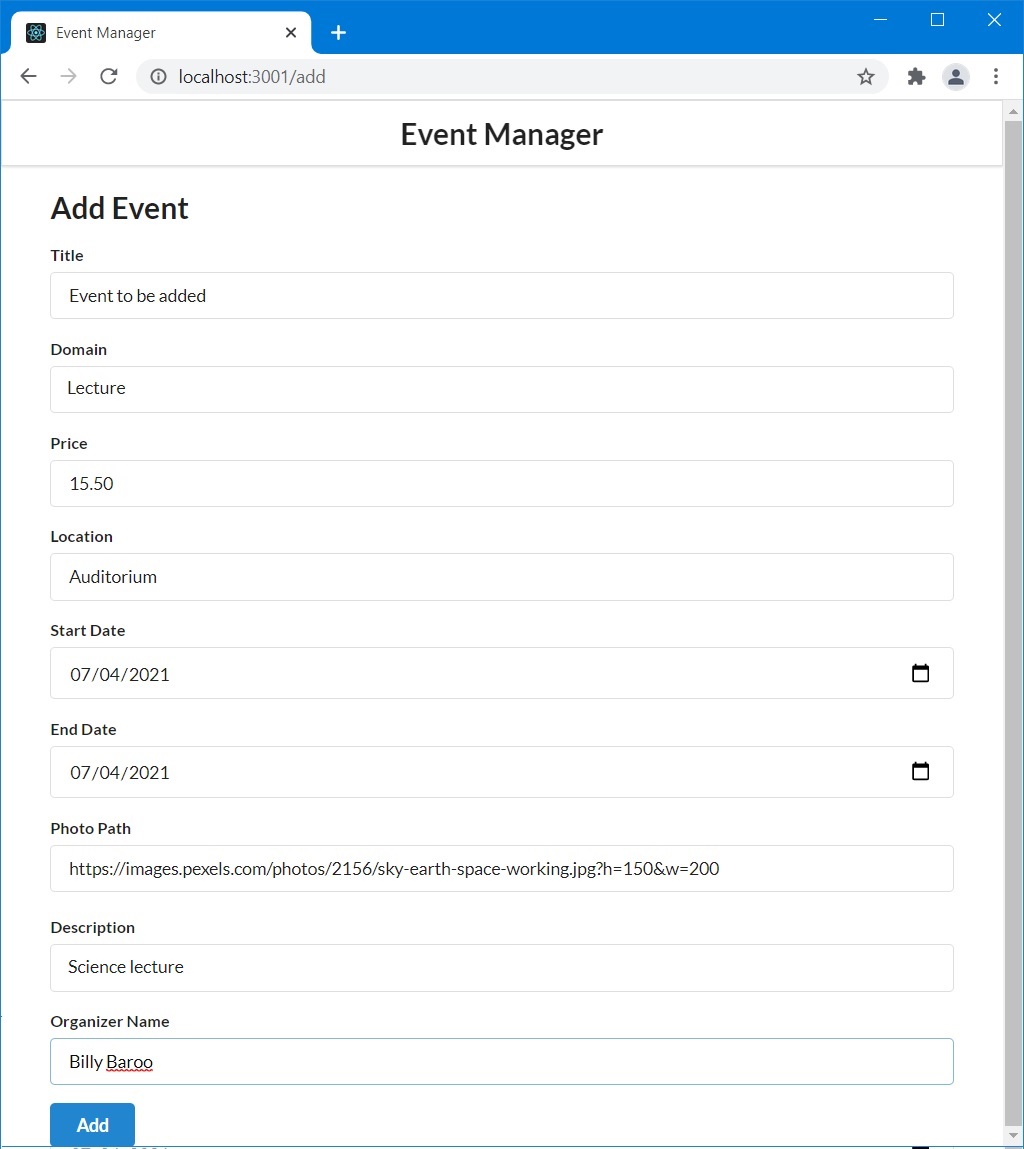 Event Manager
localhost:3001/add
Event Manager
Add Event
Title
Event to be added
Domain
Lecture
Price
15.50
Location
Auditorium
Start Date
07/04/2021
End Date
07/04/2021
Photo Path
https://images.pexels.com/photos/2156/sky-earth-space-working.jpg?h=150&w=200
Description
Science lecture
Organizer Name
Billy Baroo
Add